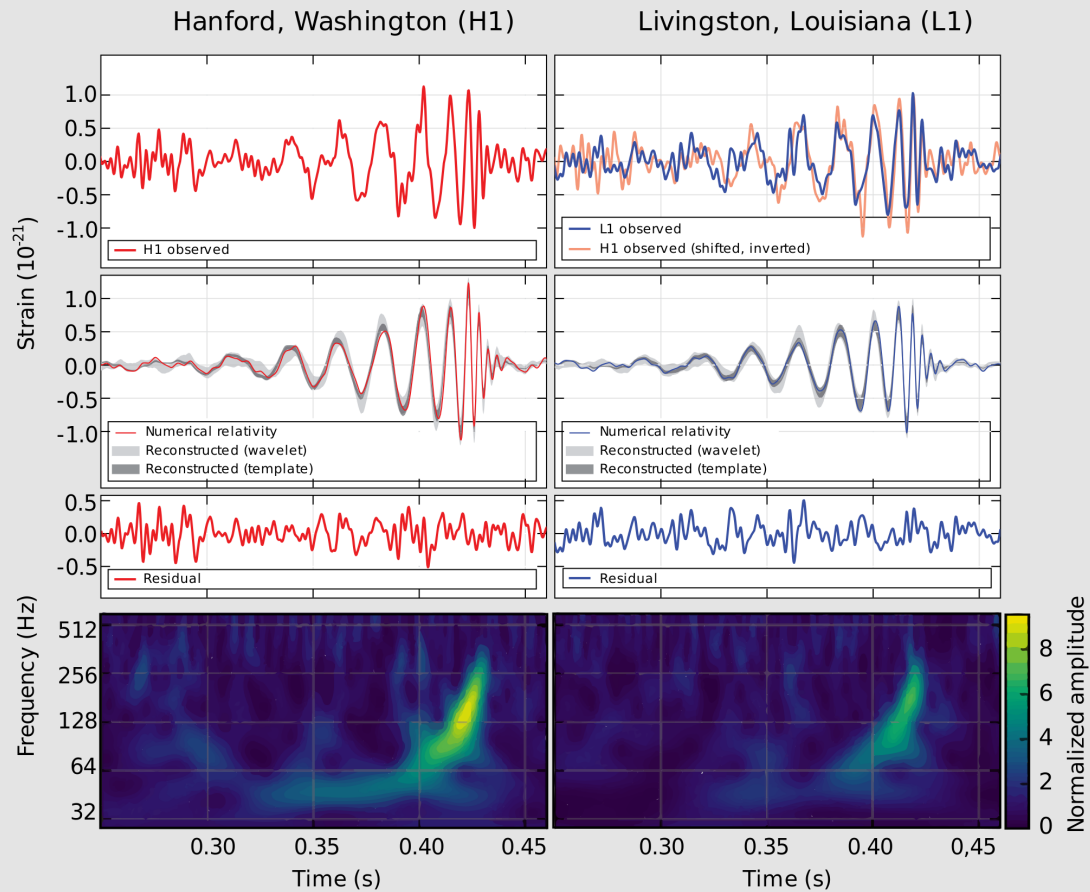 Hanford, Washington (H1)
Livingston, Louisiana (L1)
Strain (10⁻²¹)
1.0
0.5
0.0
-0.5
-1.0
H1 observed
L1 observed
H1 observed (shifted, inverted)
1.0
0.5
0.0
-0.5
-1.0
Numerical relativity
Reconstructed (wavelet)
Reconstructed (template)
Numerical relativity
Reconstructed (wavelet)
Reconstructed (template)
0.5
0.0
-0.5
Residual
Residual
Frequency (Hz)
512
256
128
64
32
0.30 0.35 0.40 0.45
Time (s)
0.30 0.35 0.40 0,45
Time (s)
8
6
4
2
0
Normalized amplitude